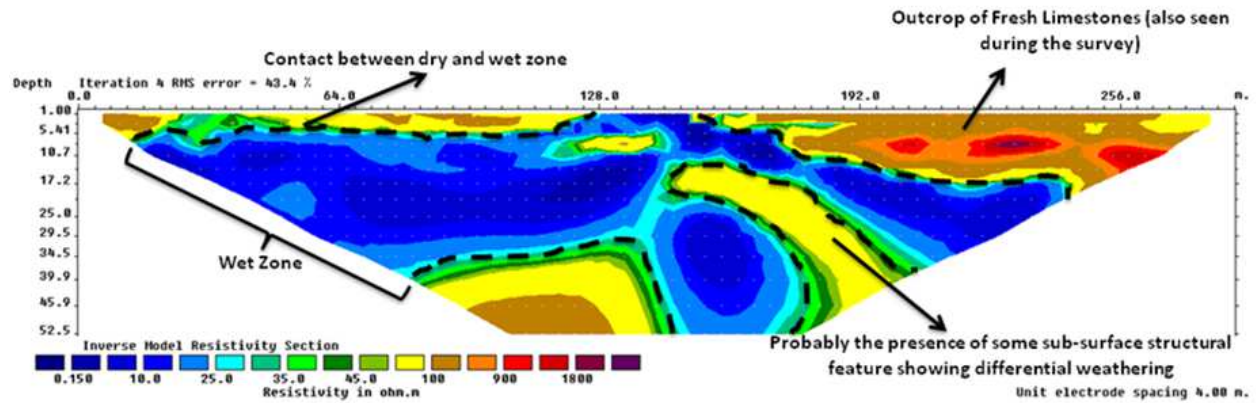 Outcrop of Fresh Limestones (also seen
during the survey)
Contact between dry and wet zone
Depth Iteration 4 RMS error = 43.4 %
0.0 64.0 128.0 192.0 256.0 m.
1.00
5.41
10.7
17.2
25.0
29.5
34.5
39.9
45.9
52.5
Wet Zone
Probably the presence of some sub-surface structural
feature showing differential weathering
Inverse Model Resistivity Section
0.150 10.0 25.0 35.0 45.0 100 900 1800
Resistivity in ohm.m
Unit electrode spacing 4.00 m.